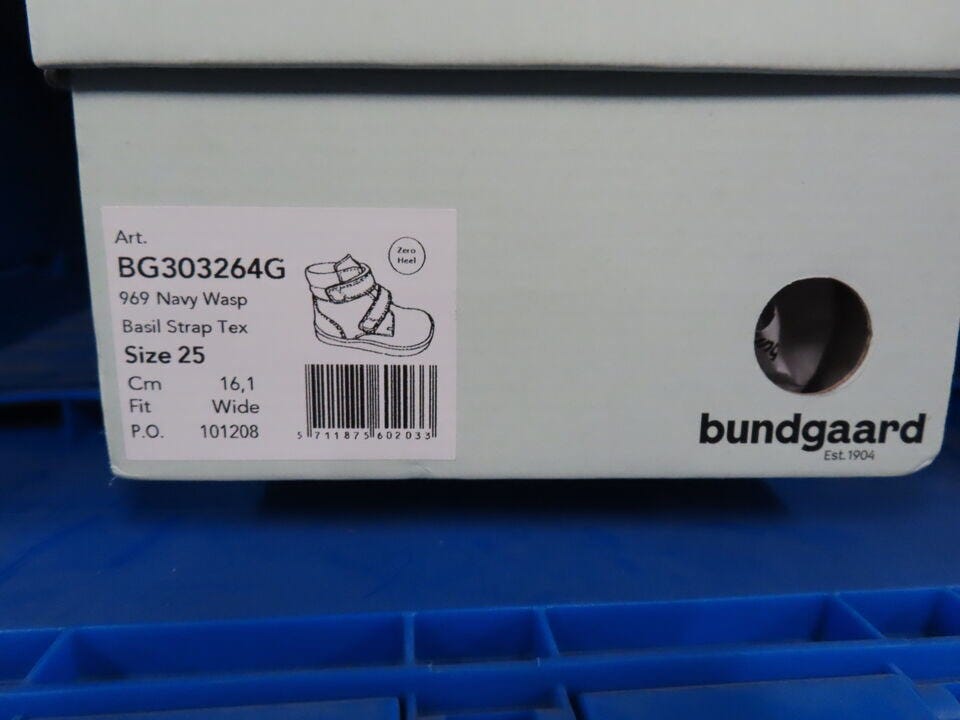 Art.
BG303264G
969 Navy Wasp
Basil Strap Tex
Size 25
Cm 16,1
Fit Wide
P.O. 101208
Zero
Heel
5 711875 602033
bundgaard
Est. 1904